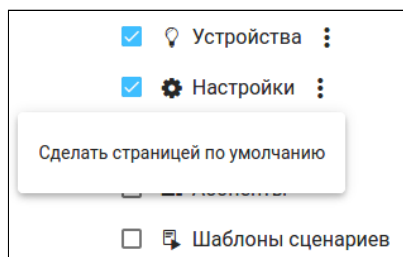 Устройства
Настройки
Сделать страницей по умолчанию
Шаблоны сценариев